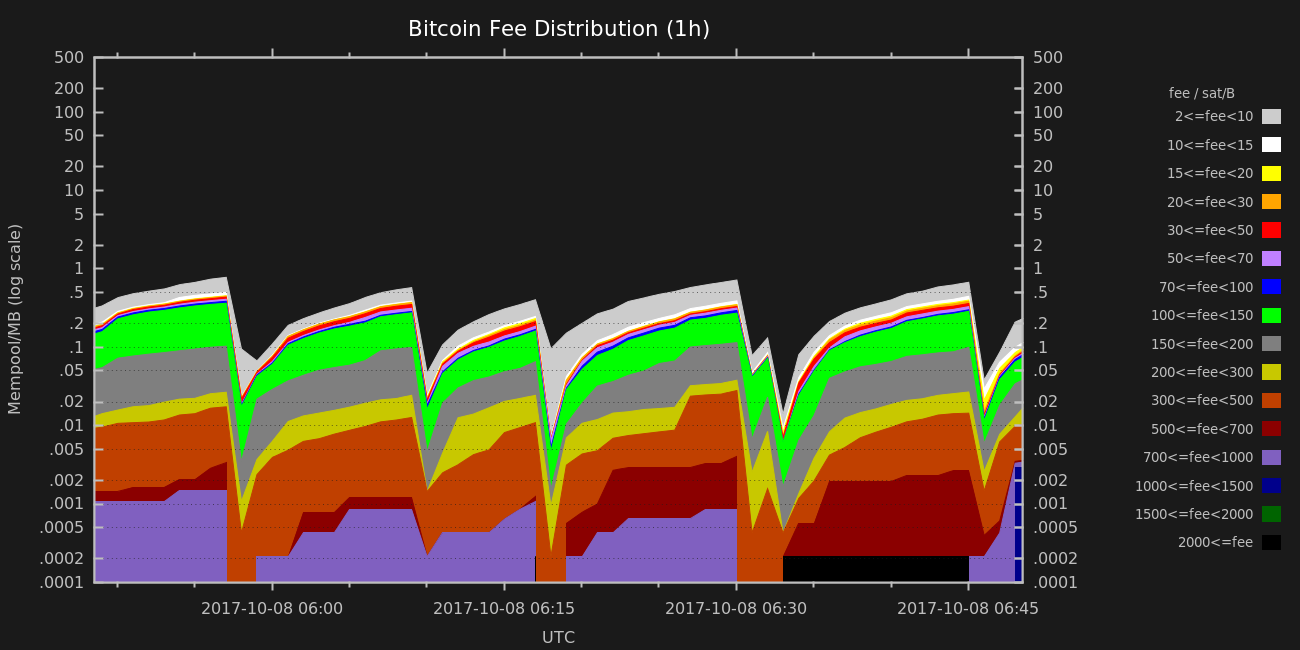 Bitcoin Fee Distribution (1h)
Mempool/MB (log scale)
500
200
100
50
20
10
5
2
1
.5
.2
.1
.05
.02
.01
.005
.002
.001
.0005
.0002
.0001
500
200
100
50
20
10
5
2
1
.5
.2
.1
.05
.02
.01
.005
.002
.001
.0005
.0002
.0001
2017-10-08 06:00
2017-10-08 06:15
2017-10-08 06:30
2017-10-08 06:45
UTC
fee / sat/B
2<=fee<10
10<=fee<15
15<=fee<20
20<=fee<30
30<=fee<50
50<=fee<70
70<=fee<100
100<=fee<150
150<=fee<200
200<=fee<300
300<=fee<500
500<=fee<700
700<=fee<1000
1000<=fee<1500
1500<=fee<2000
2000<=fee